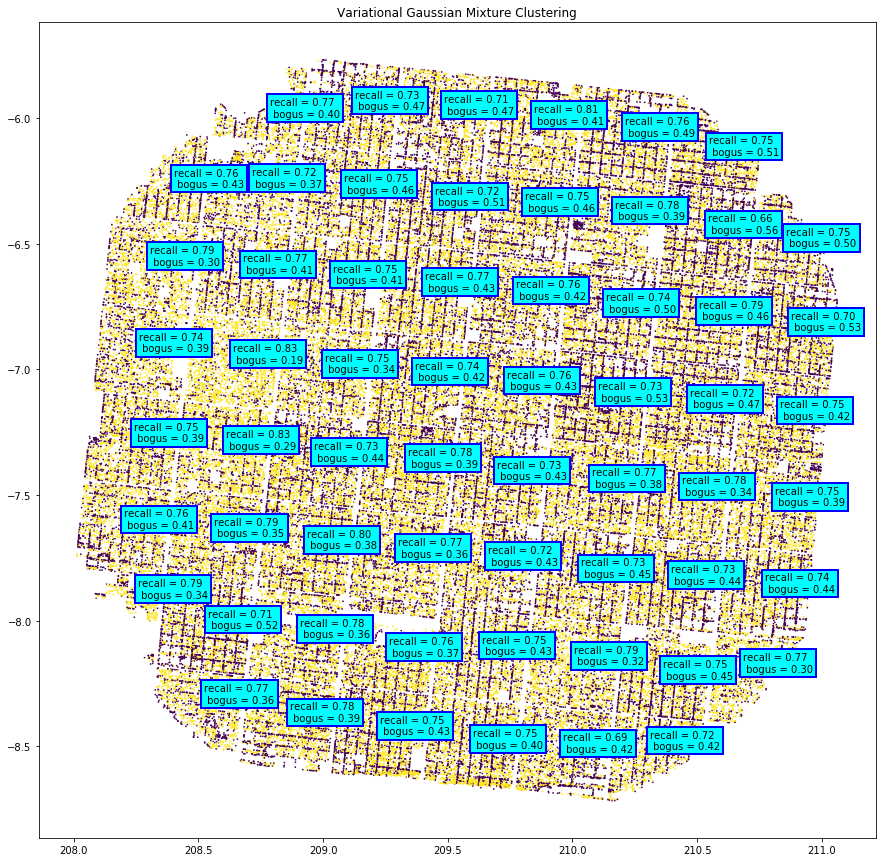 Variational Gaussian Mixture Clustering
recall = 0.77
bogus = 0.40
recall = 0.73
bogus = 0.47
recall = 0.71
bogus = 0.47
recall = 0.81
bogus = 0.41
recall = 0.76
bogus = 0.49
recall = 0.75
bogus = 0.51
recall = 0.76
bogus = 0.43
recall = 0.72
bogus = 0.37
recall = 0.75
bogus = 0.46
recall = 0.72
bogus = 0.51
recall = 0.75
bogus = 0.46
recall = 0.78
bogus = 0.39
recall = 0.66
bogus = 0.56
recall = 0.75
bogus = 0.50
recall = 0.79
bogus = 0.30
recall = 0.77
bogus = 0.41
recall = 0.75
bogus = 0.41
recall = 0.77
bogus = 0.43
recall = 0.76
bogus = 0.42
recall = 0.74
bogus = 0.50
recall = 0.79
bogus = 0.46
recall = 0.70
bogus = 0.53
recall = 0.74
bogus = 0.39
recall = 0.83
bogus = 0.19
recall = 0.75
bogus = 0.34
recall = 0.74
bogus = 0.42
recall = 0.76
bogus = 0.43
recall = 0.73
bogus = 0.53
recall = 0.72
bogus = 0.47
recall = 0.75
bogus = 0.42
recall = 0.75
bogus = 0.39
recall = 0.83
bogus = 0.29
recall = 0.73
bogus = 0.44
recall = 0.78
bogus = 0.39
recall = 0.73
bogus = 0.43
recall = 0.77
bogus = 0.38
recall = 0.78
bogus = 0.34
recall = 0.75
bogus = 0.39
recall = 0.76
bogus = 0.41
recall = 0.79
bogus = 0.35
recall = 0.80
bogus = 0.38
recall = 0.77
bogus = 0.36
recall = 0.72
bogus = 0.43
recall = 0.73
bogus = 0.45
recall = 0.73
bogus = 0.44
recall = 0.74
bogus = 0.44
recall = 0.79
bogus = 0.34
recall = 0.71
bogus = 0.52
recall = 0.78
bogus = 0.36
recall = 0.76
bogus = 0.37
recall = 0.75
bogus = 0.43
recall = 0.79
bogus = 0.32
recall = 0.75
bogus = 0.45
recall = 0.77
bogus = 0.30
recall = 0.77
bogus = 0.36
recall = 0.78
bogus = 0.39
recall = 0.75
bogus = 0.43
recall = 0.75
bogus = 0.40
recall = 0.69
bogus = 0.42
recall = 0.72
bogus = 0.42
−6.0
−6.5
−7.0
−7.5
−8.0
−8.5
208.0 208.5 209.0 209.5 210.0 210.5 211.0